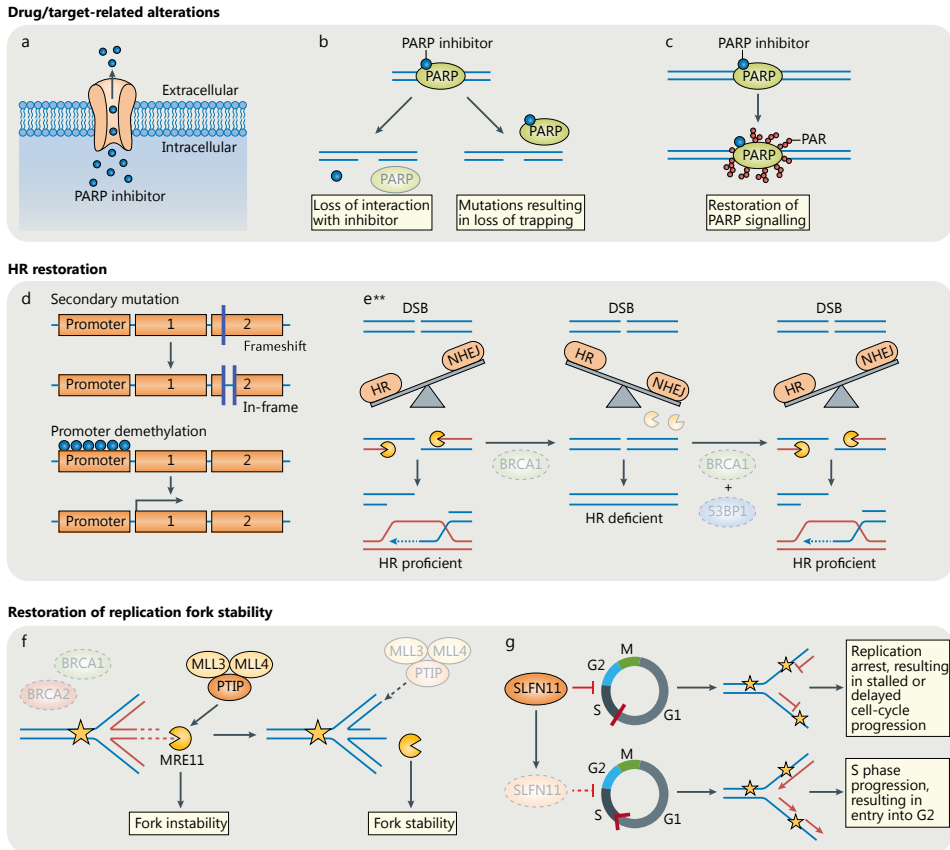 Drug/target-related alterations
a
Extracellular
Intracellular
PARP inhibitor
b
PARP inhibitor
PARP
PARP
PARP
Loss of interaction
with inhibitor
Mutations resulting
in loss of trapping
c
PARP inhibitor
PARP
PARP
PAR
Restoration of
PARP signalling
HR restoration
d
Secondary mutation
Promoter 1 2
Frameshift
Promoter 1 2
In-frame
Promoter demethylation
Promoter 1 2
Promoter 1 2
e**
DSB
HR
NHEJ
BRCA1
HR proficient
DSB
HR
NHEJ
HR deficient
BRCA1
+
53BP1
DSB
HR
NHEJ
HR proficient
Restoration of replication fork stability
f
BRCA1
BRCA2
MLL3 MLL4
PTIP
MRE11
Fork instability
MLL3 MLL4
PTIP
Fork stability
g
SLFN11
M
G2
S
G1
Replication
arrest, resulting
in stalled or
delayed
cell-cycle
progression
SLFN11
M
G2
S
G1
S phase
progression,
resulting in
entry into G2